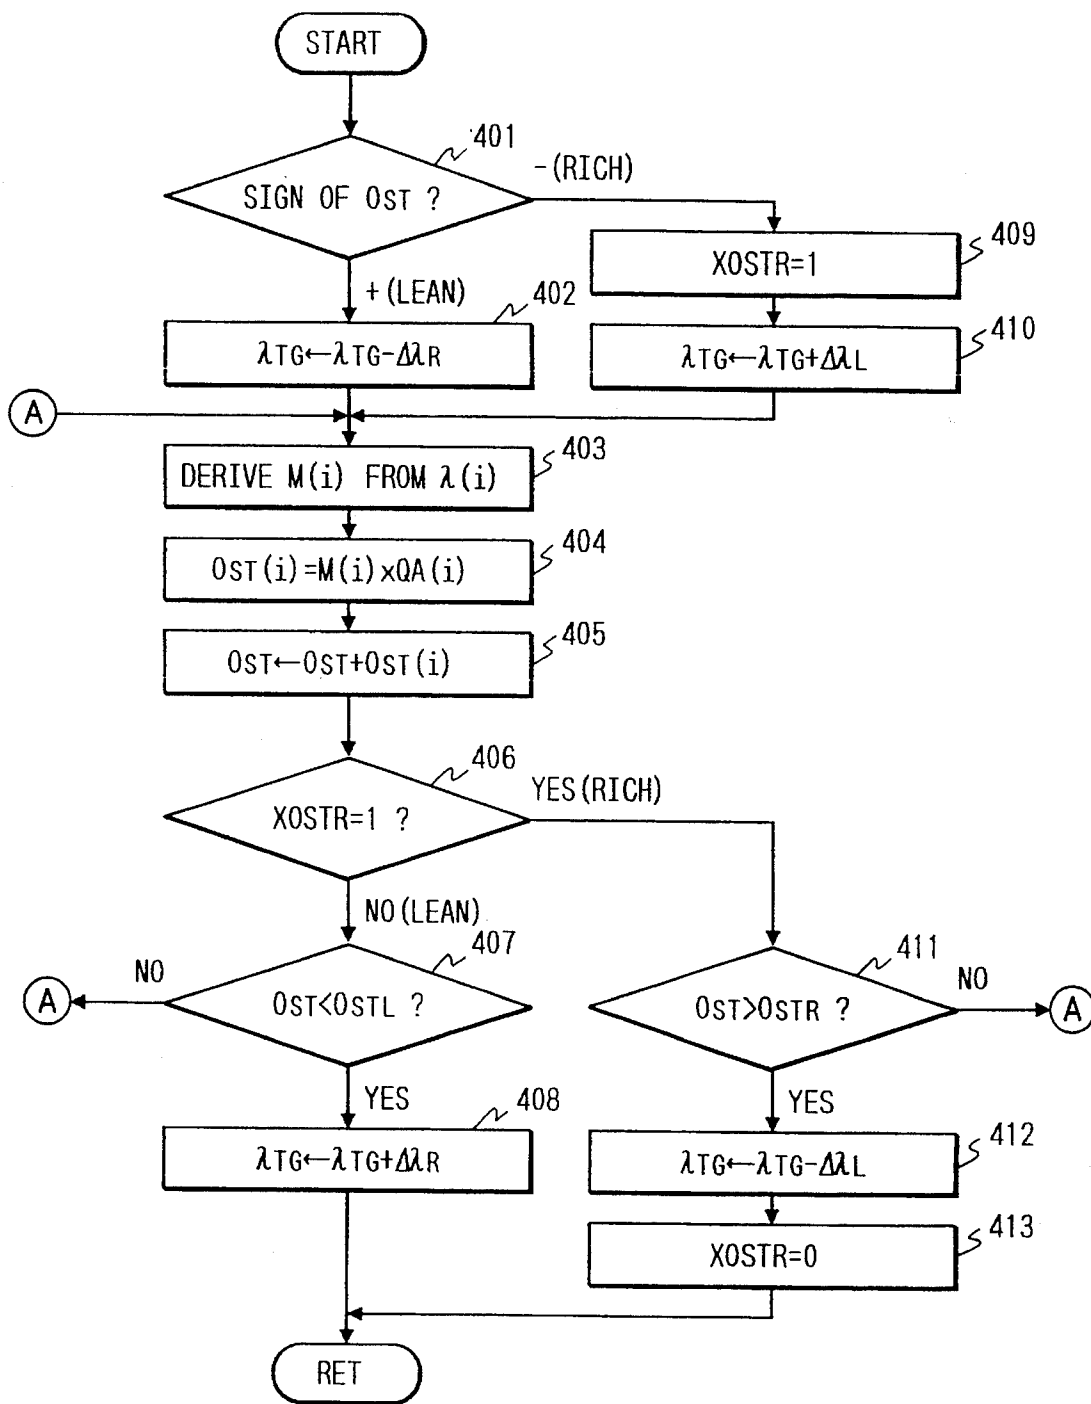 START
401
SIGN OF OST ?
-(RICH)
409
XOSTR=1
+(LEAN)
402
λTG←λTG-ΔλR
410
λTG←λTG+ΔλL
A
403
DERIVE M(i) FROM λ(i)
404
OST(i)=M(i)×QA(i)
405
OST←OST+OST(i)
406
XOSTR=1 ?
YES(RICH)
NO(LEAN)
407
OST<OSTL ?
NO
A
411
OST>OSTR ?
NO
A
YES
408
λTG←λTG+ΔλR
YES
412
λTG←λTG-ΔλL
413
XOSTR=0
RET